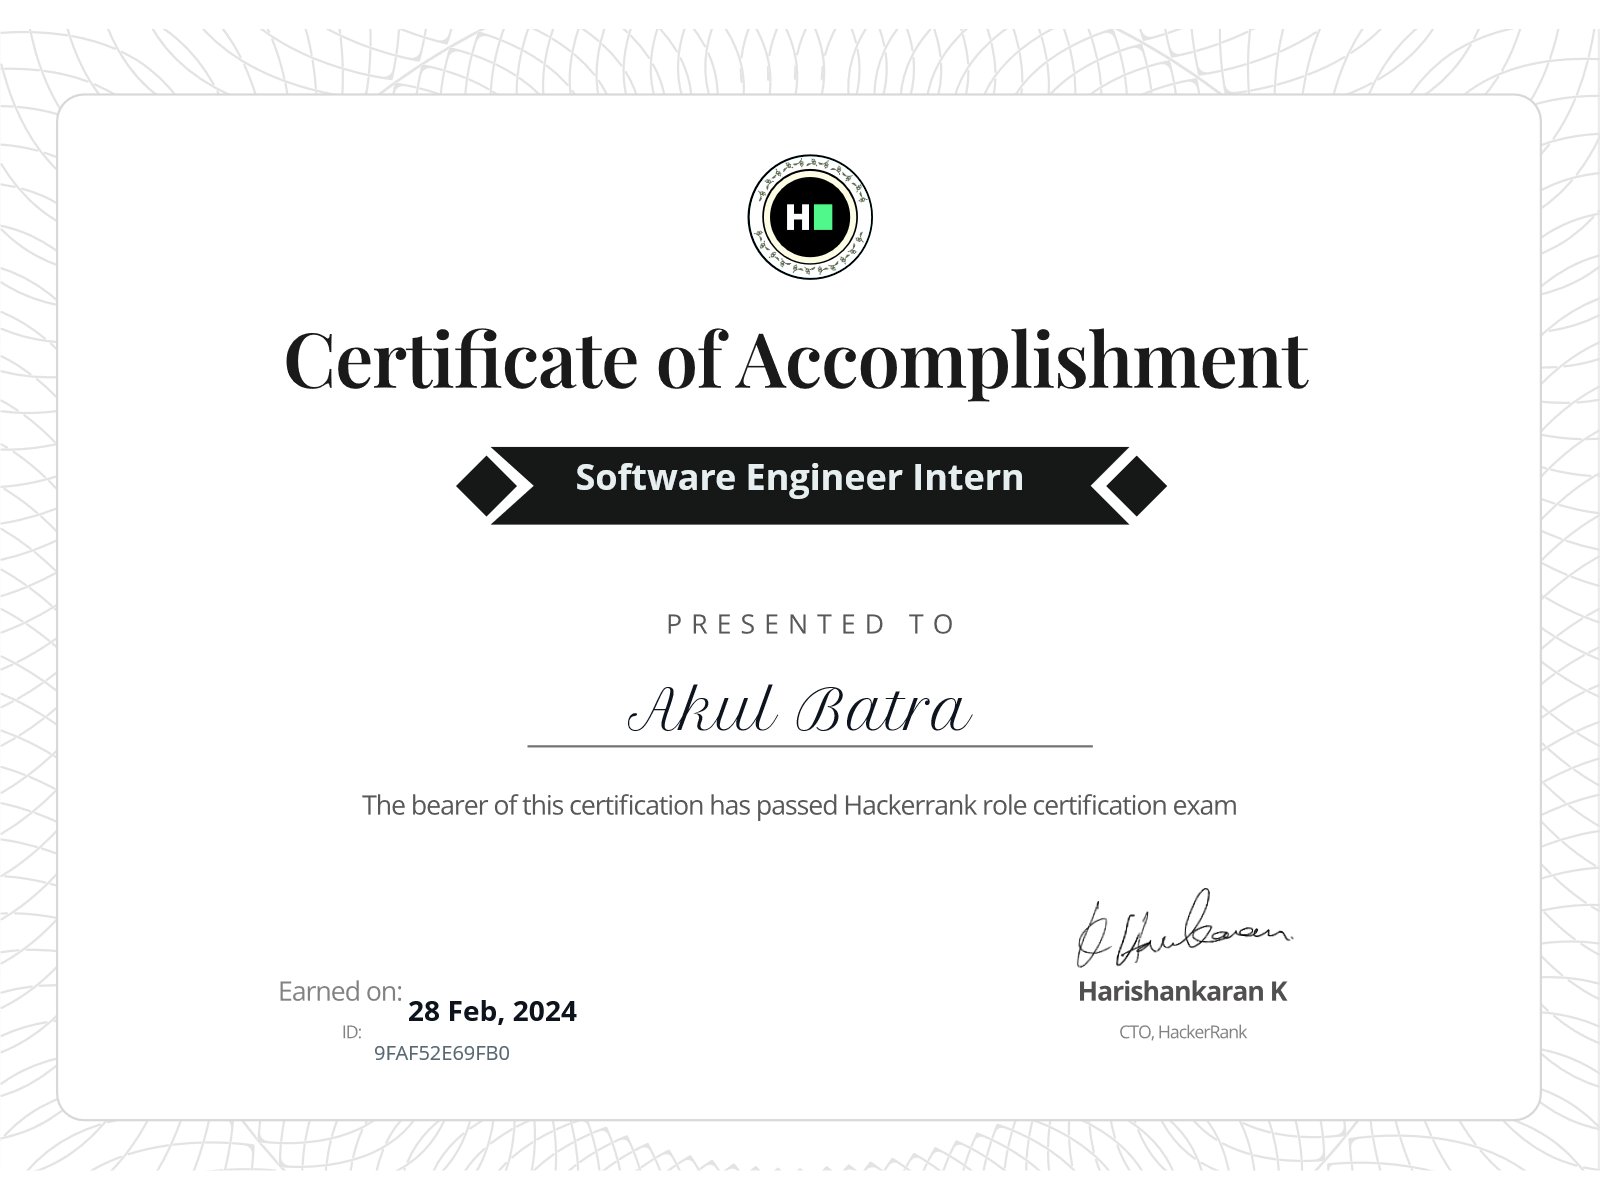 H
Certificate of Accomplishment
Software Engineer Intern
PRESENTED TO
Akul Batra
The bearer of this certification has passed Hackerrank role certification exam
Earned on: 28 Feb, 2024
ID: 9FAF52E69FB0
Harishankaran K
CTO, HackerRank